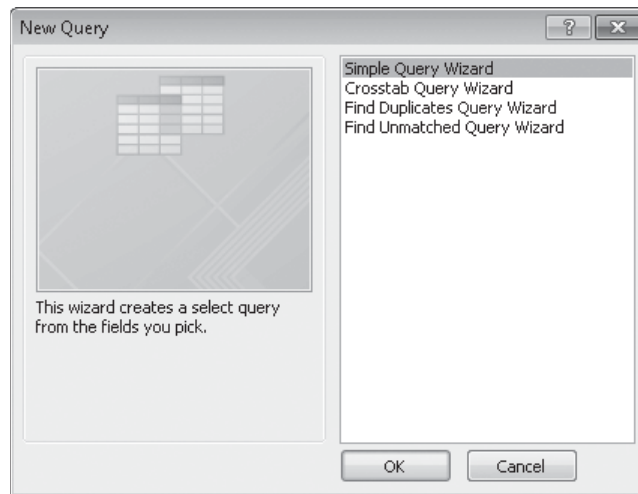 New Query
?
Simple Query Wizard
Crosstab Query Wizard
Find Duplicates Query Wizard
Find Unmatched Query Wizard
This wizard creates a select query
from the fields you pick.
OK
Cancel